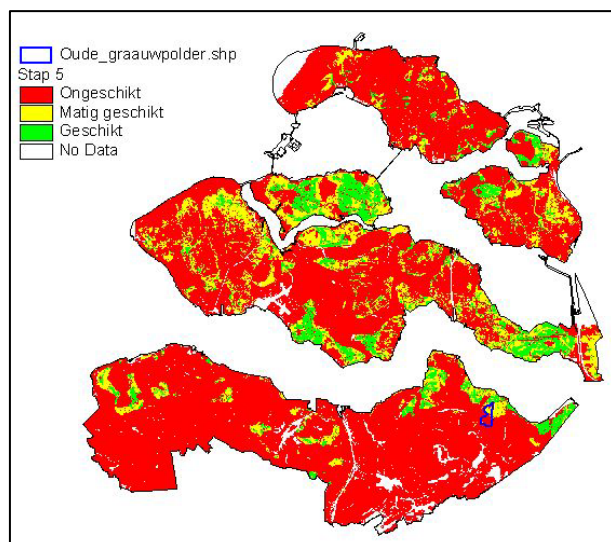 Oude_graauwpolder.shp
Stap 5
Ongeschikt
Matig geschikt
Geschikt
No Data